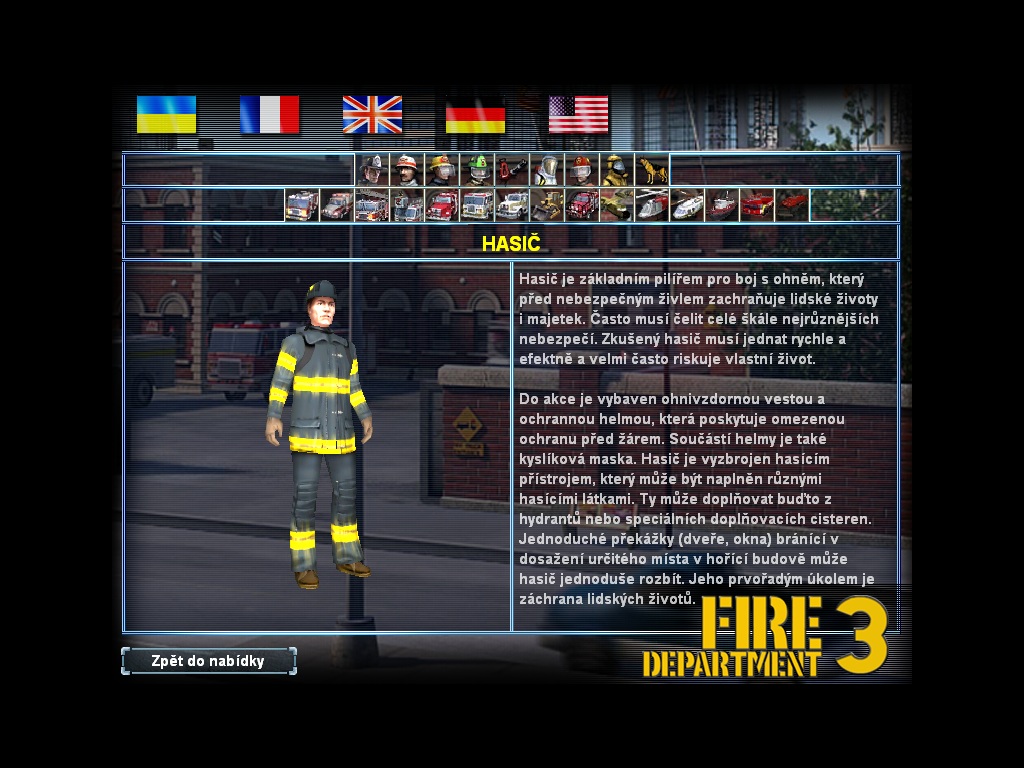 HASIČ
Hasič je základním pilířem pro boj s ohněm, který
před nebezpečným živlem zachraňuje lidské životy
i majetek. Často musí čelit celé škále nejrůznějších
nebezpečí. Zkušený hasič musí jednat rychle a
efektně a velmi často riskuje vlastní život.
Do akce je vybaven ohnivzdornou vestou a
ochrannou helmou, která poskytuje omezenou
ochranu před žárem. Součástí helmy je také
kyslíková maska. Hasič je vyzbrojen hasícím
přístrojem, který může být naplněn různými
hasícími látkami. Ty může doplňovat buďto z
hydrantů nebo speciálních doplňovacích cisteren.
Jednoduché překážky (dveře, okna) bránící v
dosažení určitého místa v hořící budově může
hasič jednoduše rozbít. Jeho prvořadým úkolem je
záchrana lidských životů.
FIRE
DEPARTMENT 3
Zpět do nabídky